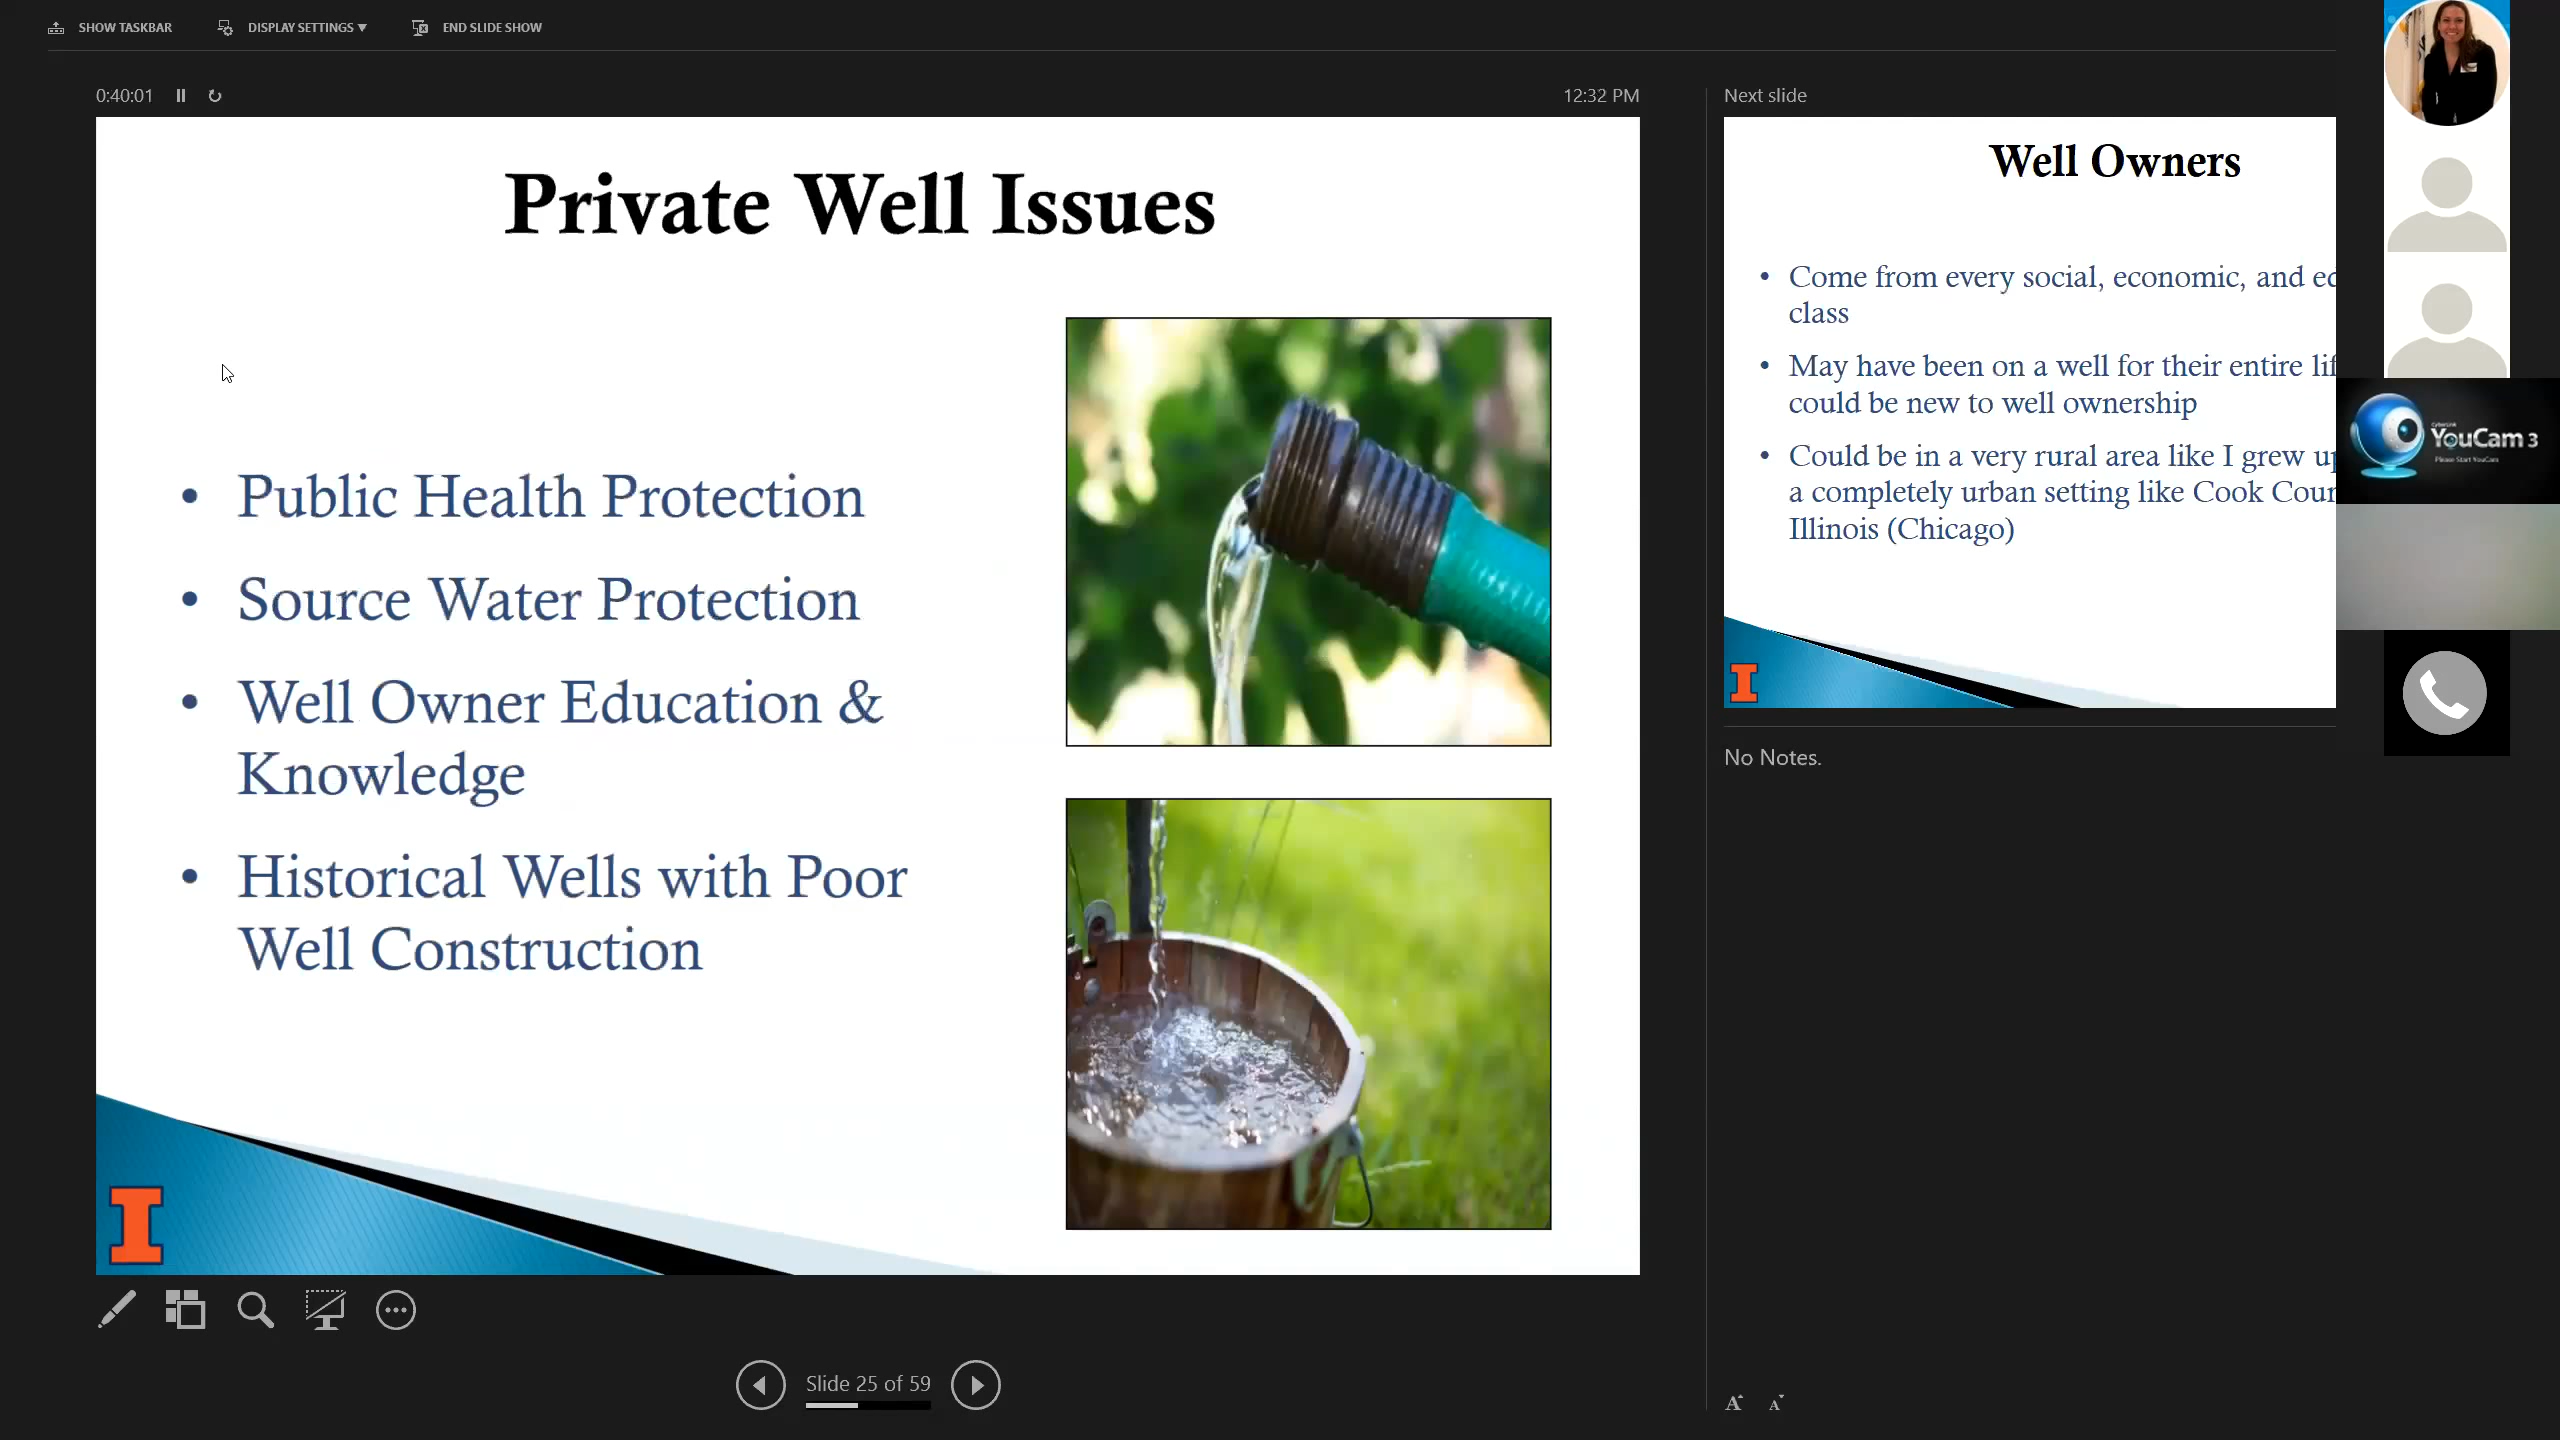 SHOW TASKBAR
DISPLAY SETTINGS
END SLIDE SHOW
0:40:01
12:32 PM
Private Well Issues
• Public Health Protection
• Source Water Protection
• Well Owner Education &
Knowledge
• Historical Wells with Poor
Well Construction
I
Slide 25 of 59
Next slide
Well Owners
• Come from every social, economic, and
class
• May have been on a well for their entire
could be new to well ownership
• Could be in a very rural area like I grew
a completely urban setting like Cook
Illinois (Chicago)
I
No Notes.
A A
CyberLink
YouCam 3
Please Start YouCam